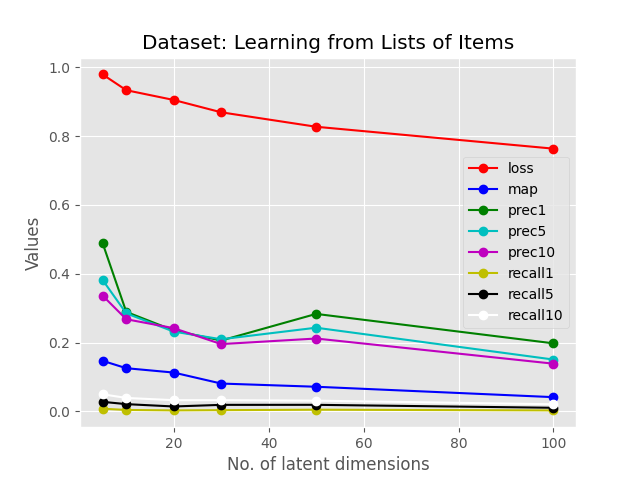 Dataset: Learning from Lists of Items
1.0
0.8
0.6
0.4
0.2
0.0
Values
loss
map
prec1
prec5
prec10
recall1
recall5
recall10
20
40
60
80
100
No. of latent dimensions